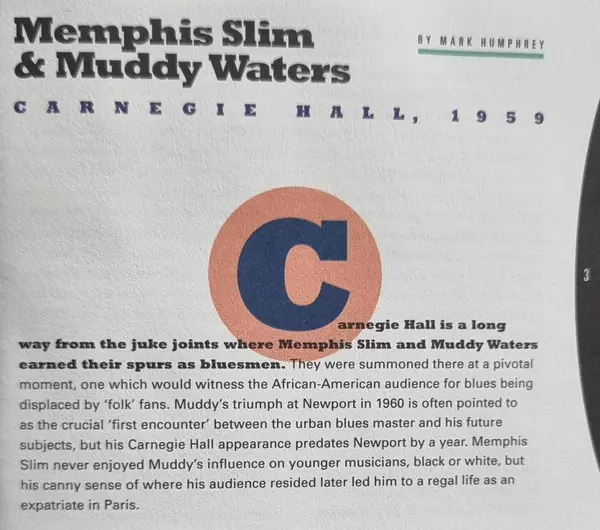 Memphis Slim
& Muddy Waters
BY MARK HUMPHREY
CARNEGIE HALL, 1959
Carnegie Hall is a long
way from the juke joints where Memphis Slim and Muddy Waters
earned their spurs as bluesmen. They were summoned there at a pivotal
moment, one which would witness the African-American audience for blues being
displaced by ‘folk’ fans. Muddy’s triumph at Newport in 1960 is often pointed to
as the crucial ‘first encounter’ between the urban blues master and his future
subjects, but his Carnegie Hall appearance predates Newport by a year. Memphis
Slim never enjoyed Muddy’s influence on younger musicians, black or white, but
his canny sense of where his audience resided later led him to a regal life as an
expatriate in Paris.
3